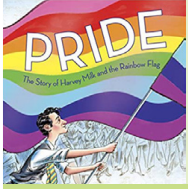 PRIDE
The Story of Harvey Milk and the Rainbow Flag